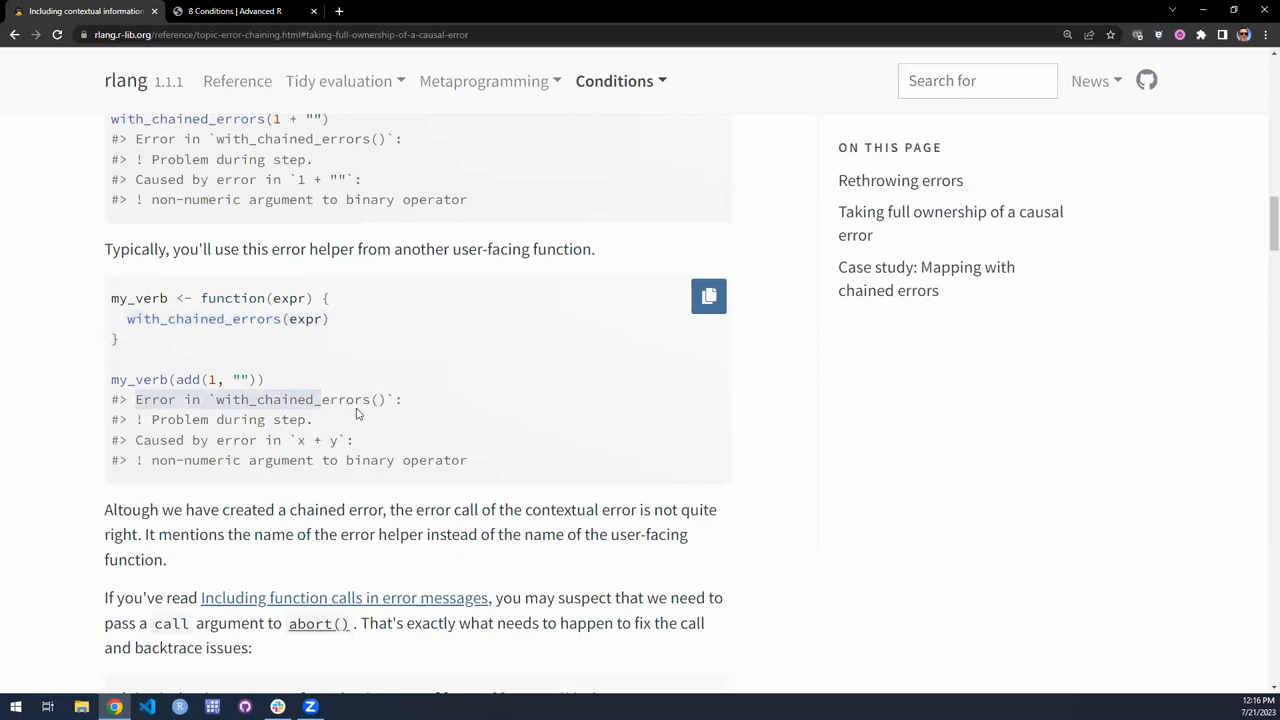 Including contextual information
8 Conditions | Advanced R
rlang.r-lib.org/reference/topic-error-chaining.html#taking-full-ownership-of-a-causal-error
rlang 1.1.1 Reference Tidy evaluation Metaprogramming Conditions Search for News
with_chained_errors(1 + "")
#> Error in `with_chained_errors()`:
#> ! Problem during step.
#> Caused by error in `1 + ""`:
#> ! non-numeric argument to binary operator
Typically, you'll use this error helper from another user-facing function.
my_verb <- function(expr) {
with_chained_errors(expr)
}
my_verb(add(1, ""))
#> Error in `with_chained_errors()`:
#> ! Problem during step.
#> Caused by error in `x + y`:
#> ! non-numeric argument to binary operator
Altough we have created a chained error, the error call of the contextual error is not quite
right. It mentions the name of the error helper instead of the name of the user-facing
function.
If you've read Including function calls in error messages, you may suspect that we need to
pass a call argument to abort(). That's exactly what needs to happen to fix the call
and backtrace issues:
ON THIS PAGE
Rethrowing errors
Taking full ownership of a causal
error
Case study: Mapping with
chained errors
12:16 PM
7/21/2023